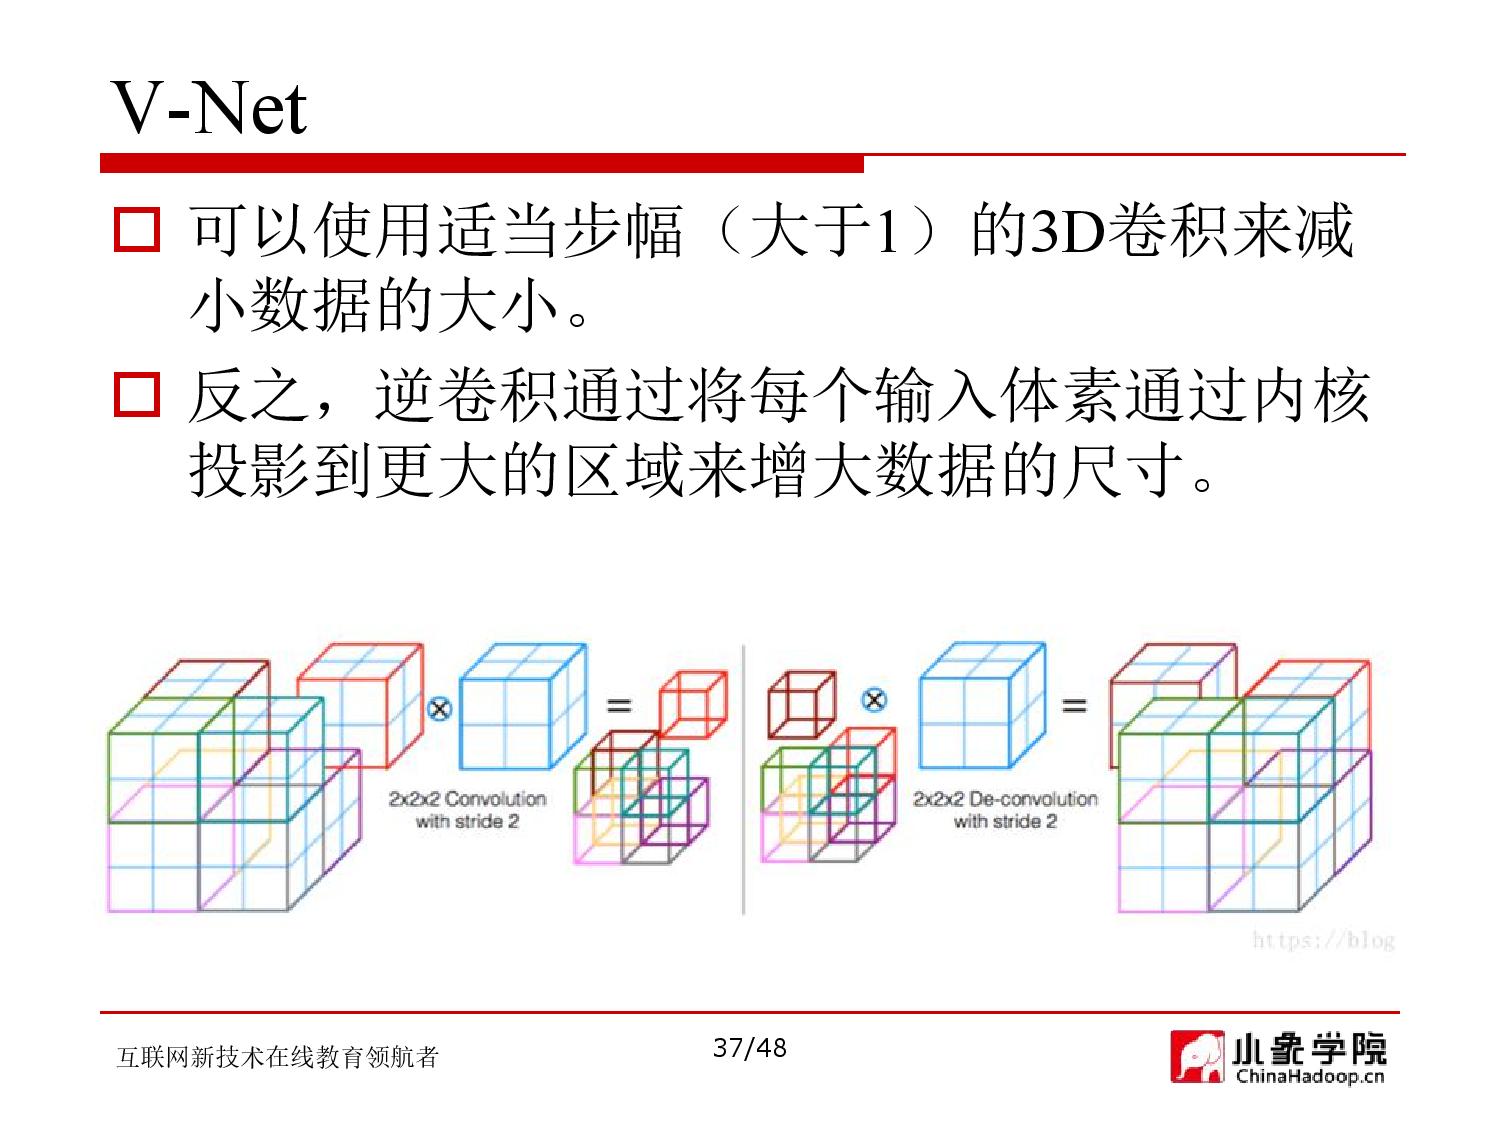 V-Net
可以使用适当步幅（大于1）的3D卷积来减
小数据的大小。
反之，逆卷积通过将每个输入体素通过内核
投影到更大的区域来增大数据的尺寸。
=
=
2x2x2 Convolution
with stride 2
2x2x2 De-convolution
with stride 2
https://blog
互联网新技术在线教育领航者
37/48
小象学院
ChinaHadoop.cn